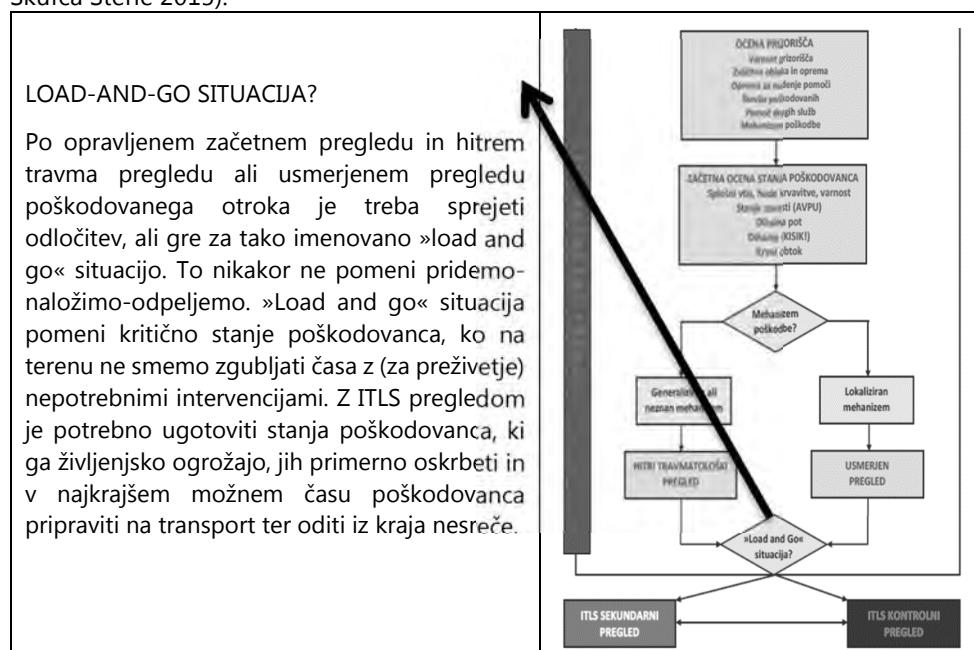 LOAD-AND-GO SITUACIJA?
Po opravljenem začetnem pregledu in hitrem
travma pregledu ali usmerjenem pregledu
poškodovanega otroka je treba sprejeti
odločitev, ali gre za tako imenovano »load and
go« situacijo. To nikakor ne pomeni pridemo-
naložimo-odpeljemo. »Load and go« situacija
pomeni kritično stanje poškodovanca, ko na
terenu ne smemo zgubljati časa z (za preživetje)
nepotrebnimi intervencijami. Z ITLS pregledom
je potrebno ugotoviti stanja poškodovanca, ki
ga življenjsko ogrožajo, jih primerno oskrbeti in
v najkrajšem možnem času poškodovanca
pripraviti na transport ter oditi iz kraja nesreče.
OCENA PRIZORIŠČA
Zaščitna obleka in oprema
Oprema za nudenje pomoči
Število poškodovanih
Pomoč drugih služb
Mehanizem poškodbe
ZAČETNA OCENA STANJA POŠKODOVANCA
Splošni vtis, hude krvavitve, varnost
Stanje zavesti (AVPU)
Dihalna pot
Dihanje (KISIK!)
Krvni obtok
Mehanizem
poškodbe?
Generaliziran ali
neznan mehanizem
Lokaliziran
mehanizem
HITRI TRAVMATOLOŠKI
PREGLED
USMERJEN
PREGLED
»Load and Go«
situacija?
ITLS SEKUNDARNI
PREGLED
ITLS KONTROLNI
PREGLED